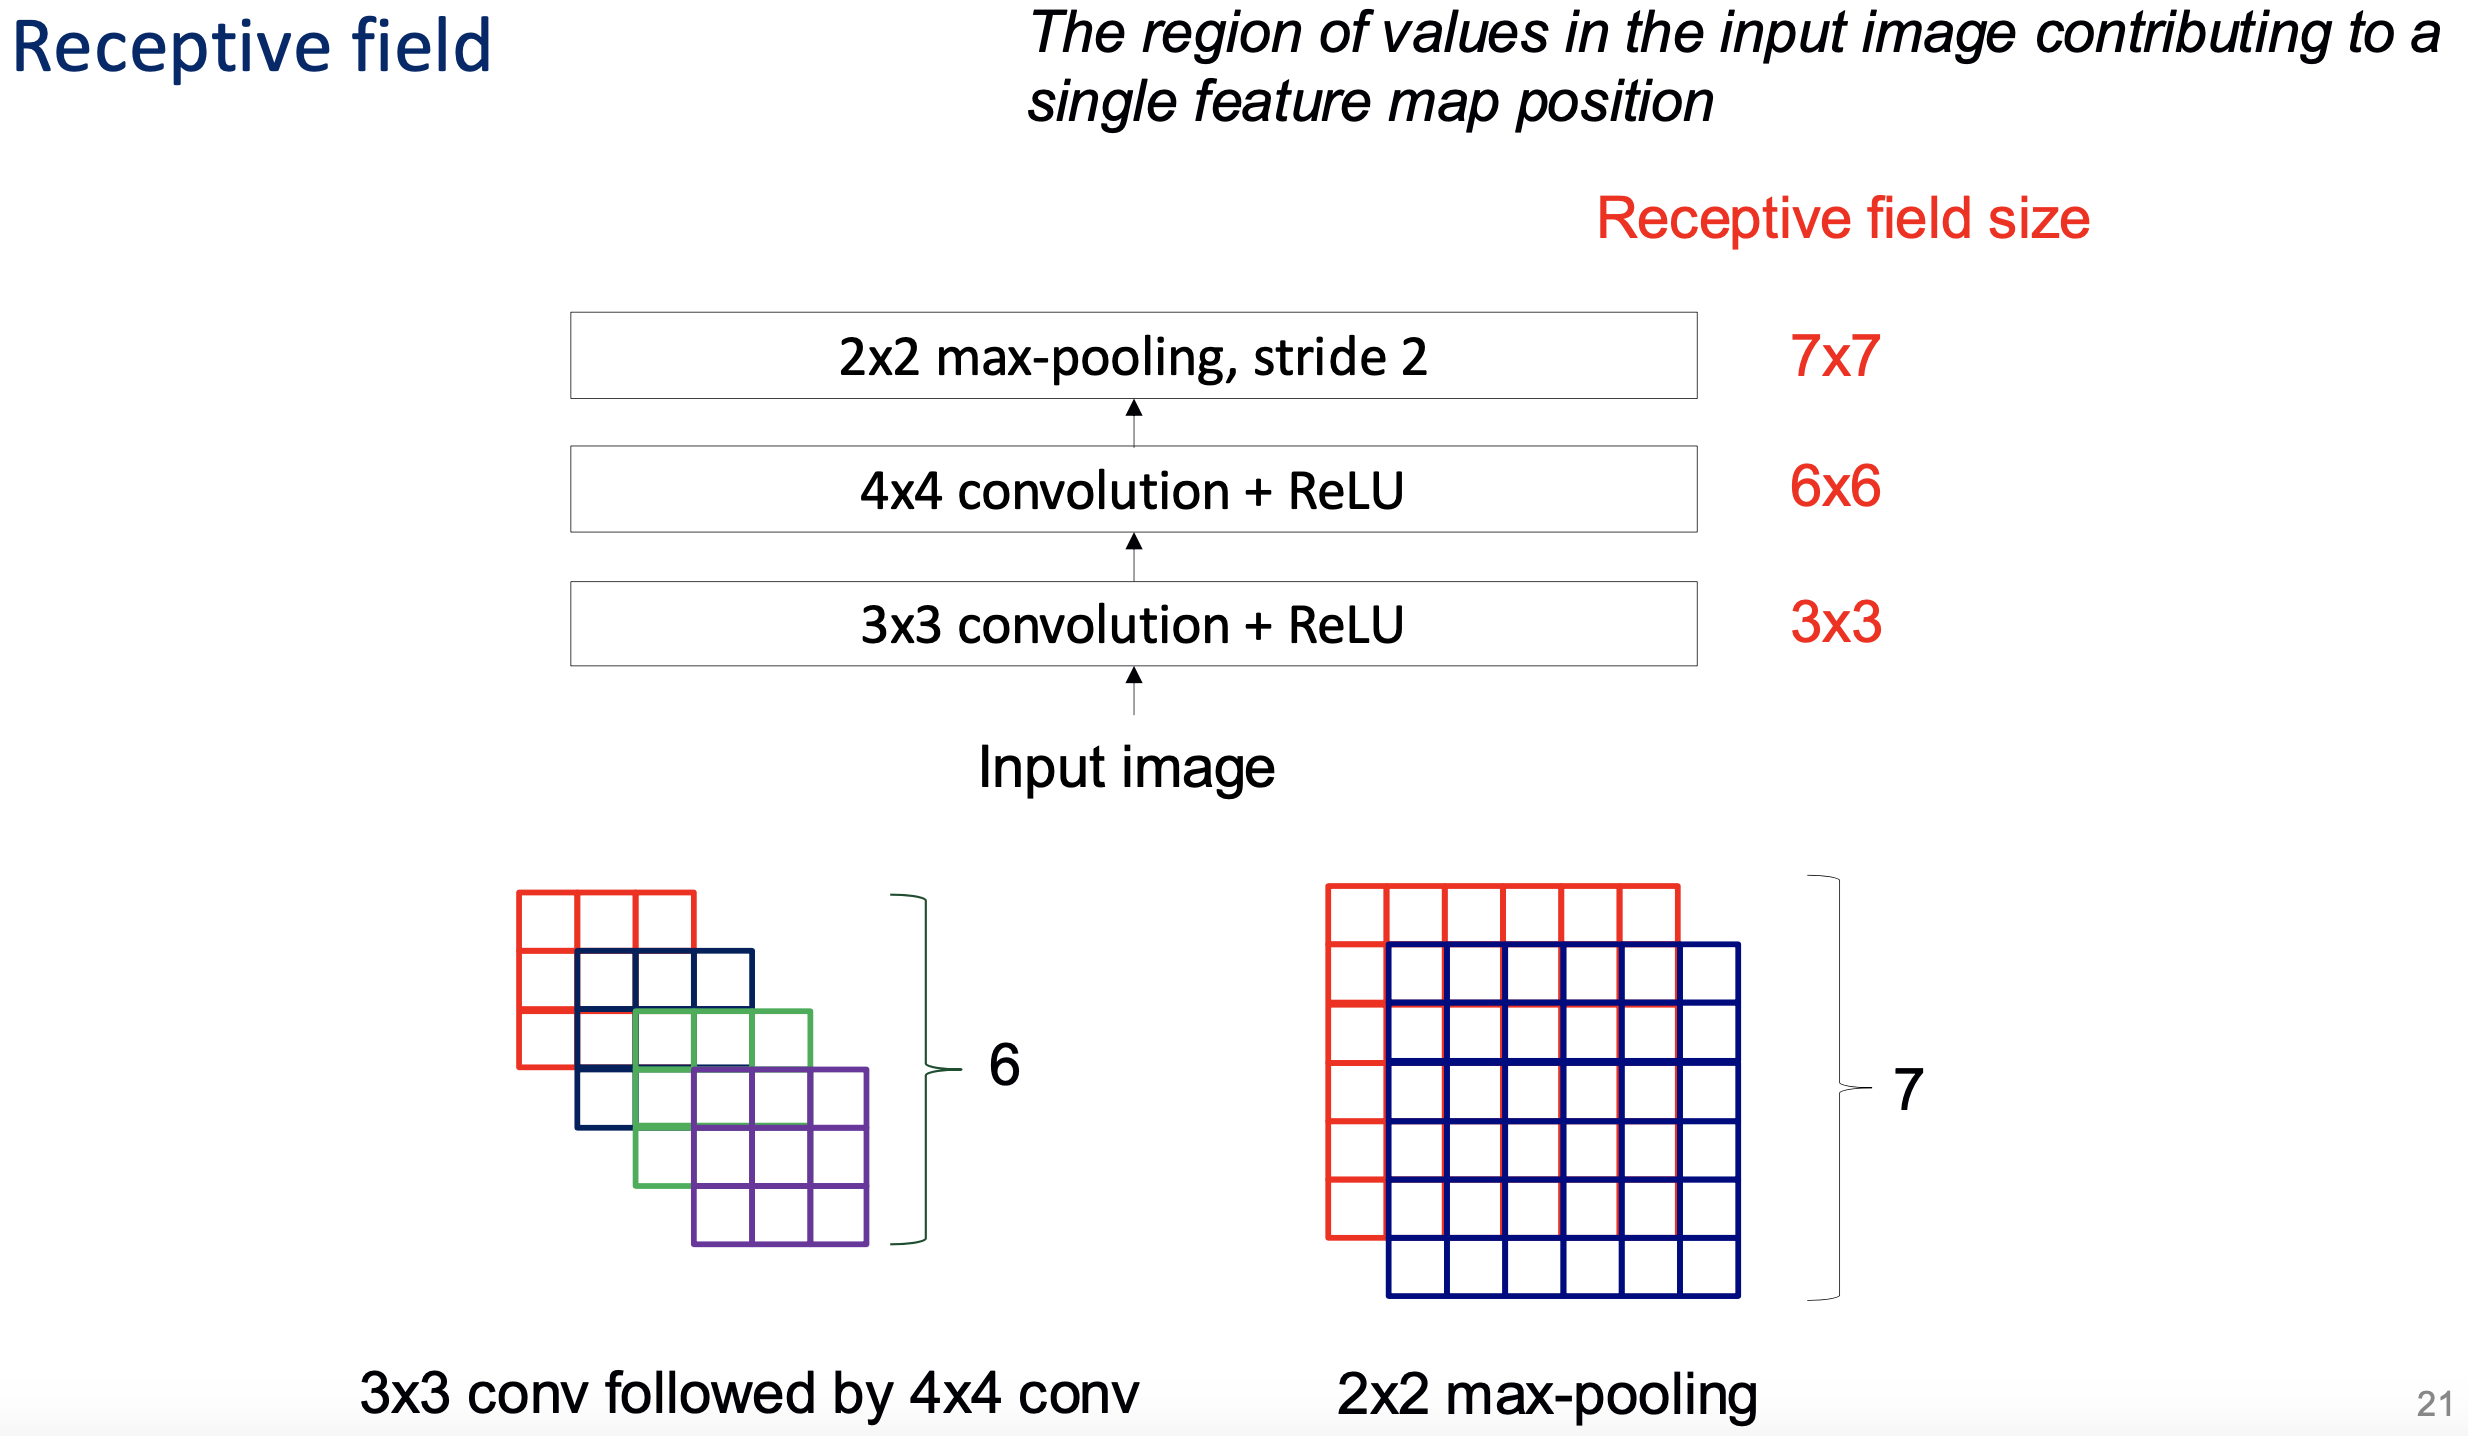 Receptive field
The region of values in the input image contributing to a
single feature map position
Receptive field size
2x2 max-pooling, stride 2
7x7
4x4 convolution + ReLU
6x6
3x3 convolution + ReLU
3x3
Input image
6
7
3x3 conv followed by 4x4 conv
2x2 max-pooling
21